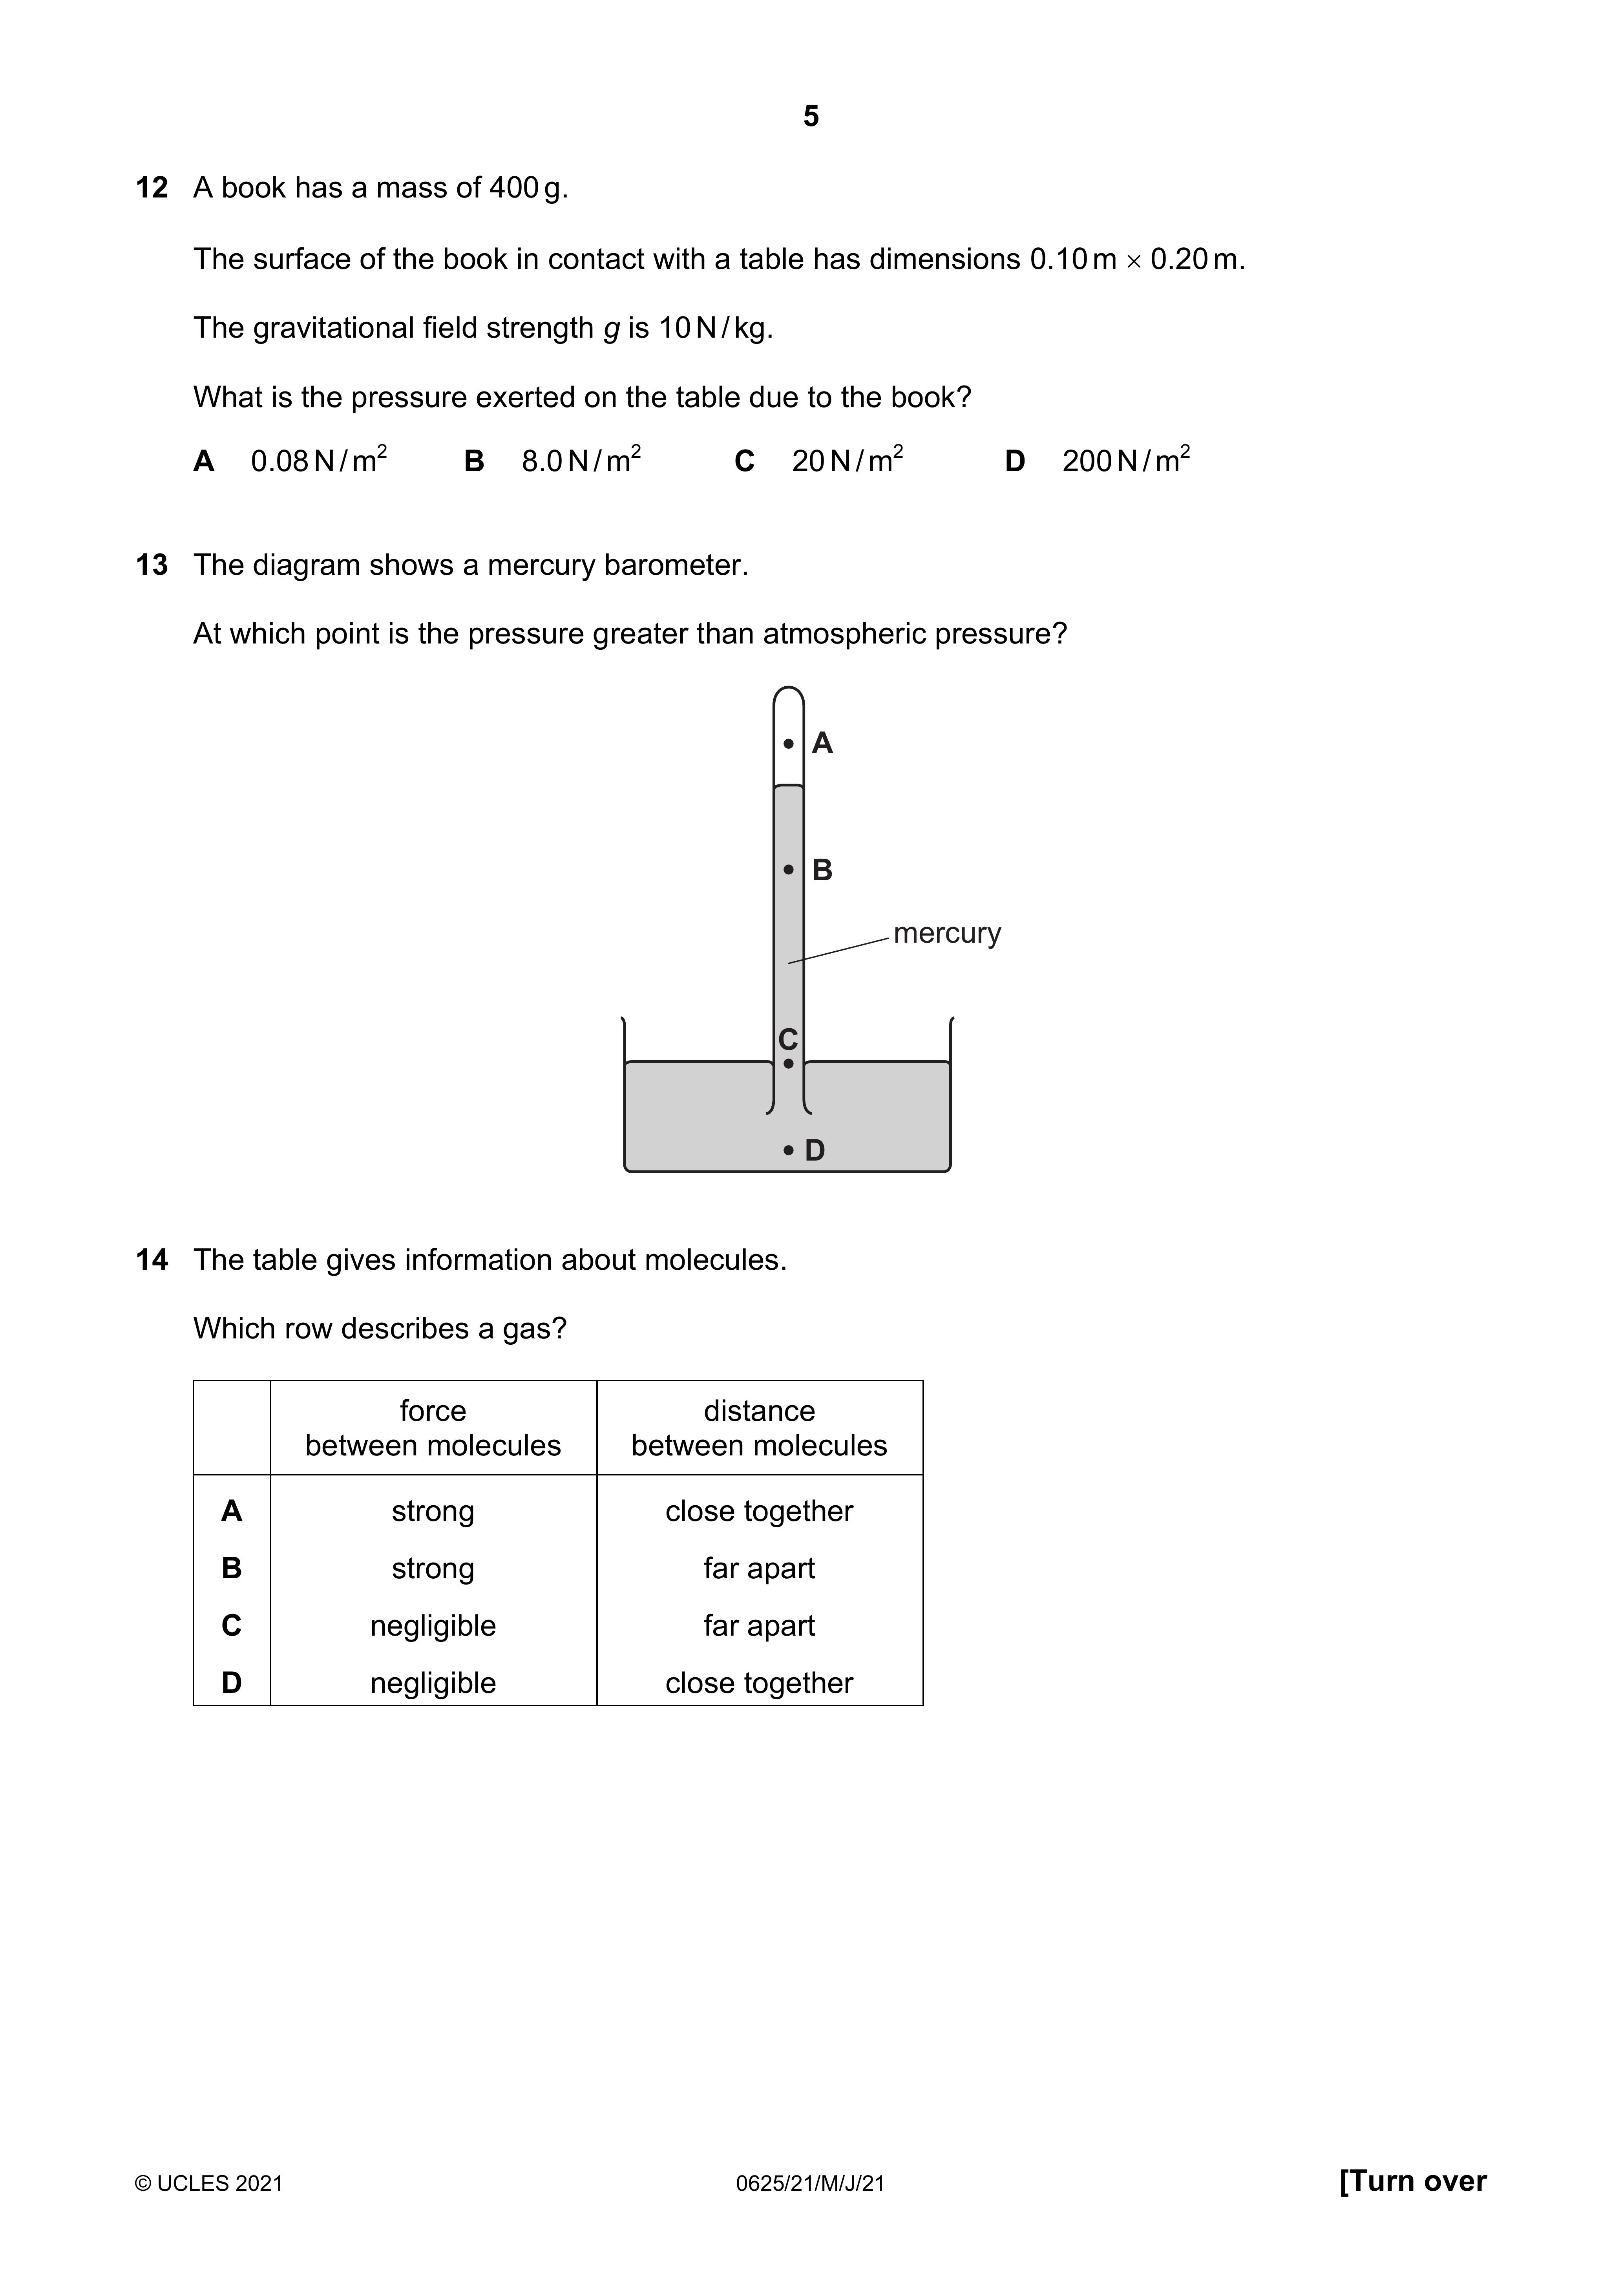 5
12 A book has a mass of 400 g.
The surface of the book in contact with a table has dimensions 0.10 m × 0.20 m.
The gravitational field strength g is 10 N / kg.
What is the pressure exerted on the table due to the book?
A 0.08 N / m² B 8.0 N / m² C 20 N / m² D 200 N / m²
13 The diagram shows a mercury barometer.
At which point is the pressure greater than atmospheric pressure?
A
B
mercury
C
D
14 The table gives information about molecules.
Which row describes a gas?
force distance
between molecules between molecules
A strong close together
B strong far apart
C negligible far apart
D negligible close together
© UCLES 2021 0625/21/M/J/21 [Turn over